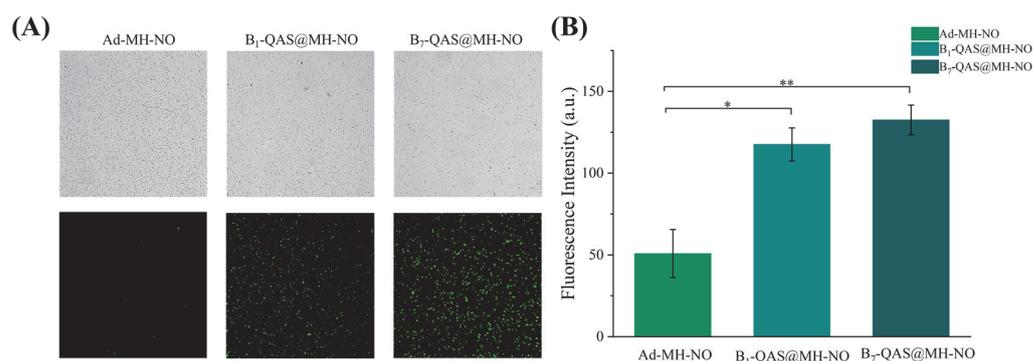 (A)
Ad-MH-NO
B₁-QAS@MH-NO
B₇-QAS@MH-NO
(B)
Ad-MH-NO
B₁-QAS@MH-NO
B₇-QAS@MH-NO
Fluorescence Intensity (a.u.)
150
100
50
0
*
**
Ad-MH-NO
B₁-QAS@MH-NO
B₇-QAS@MH-NO